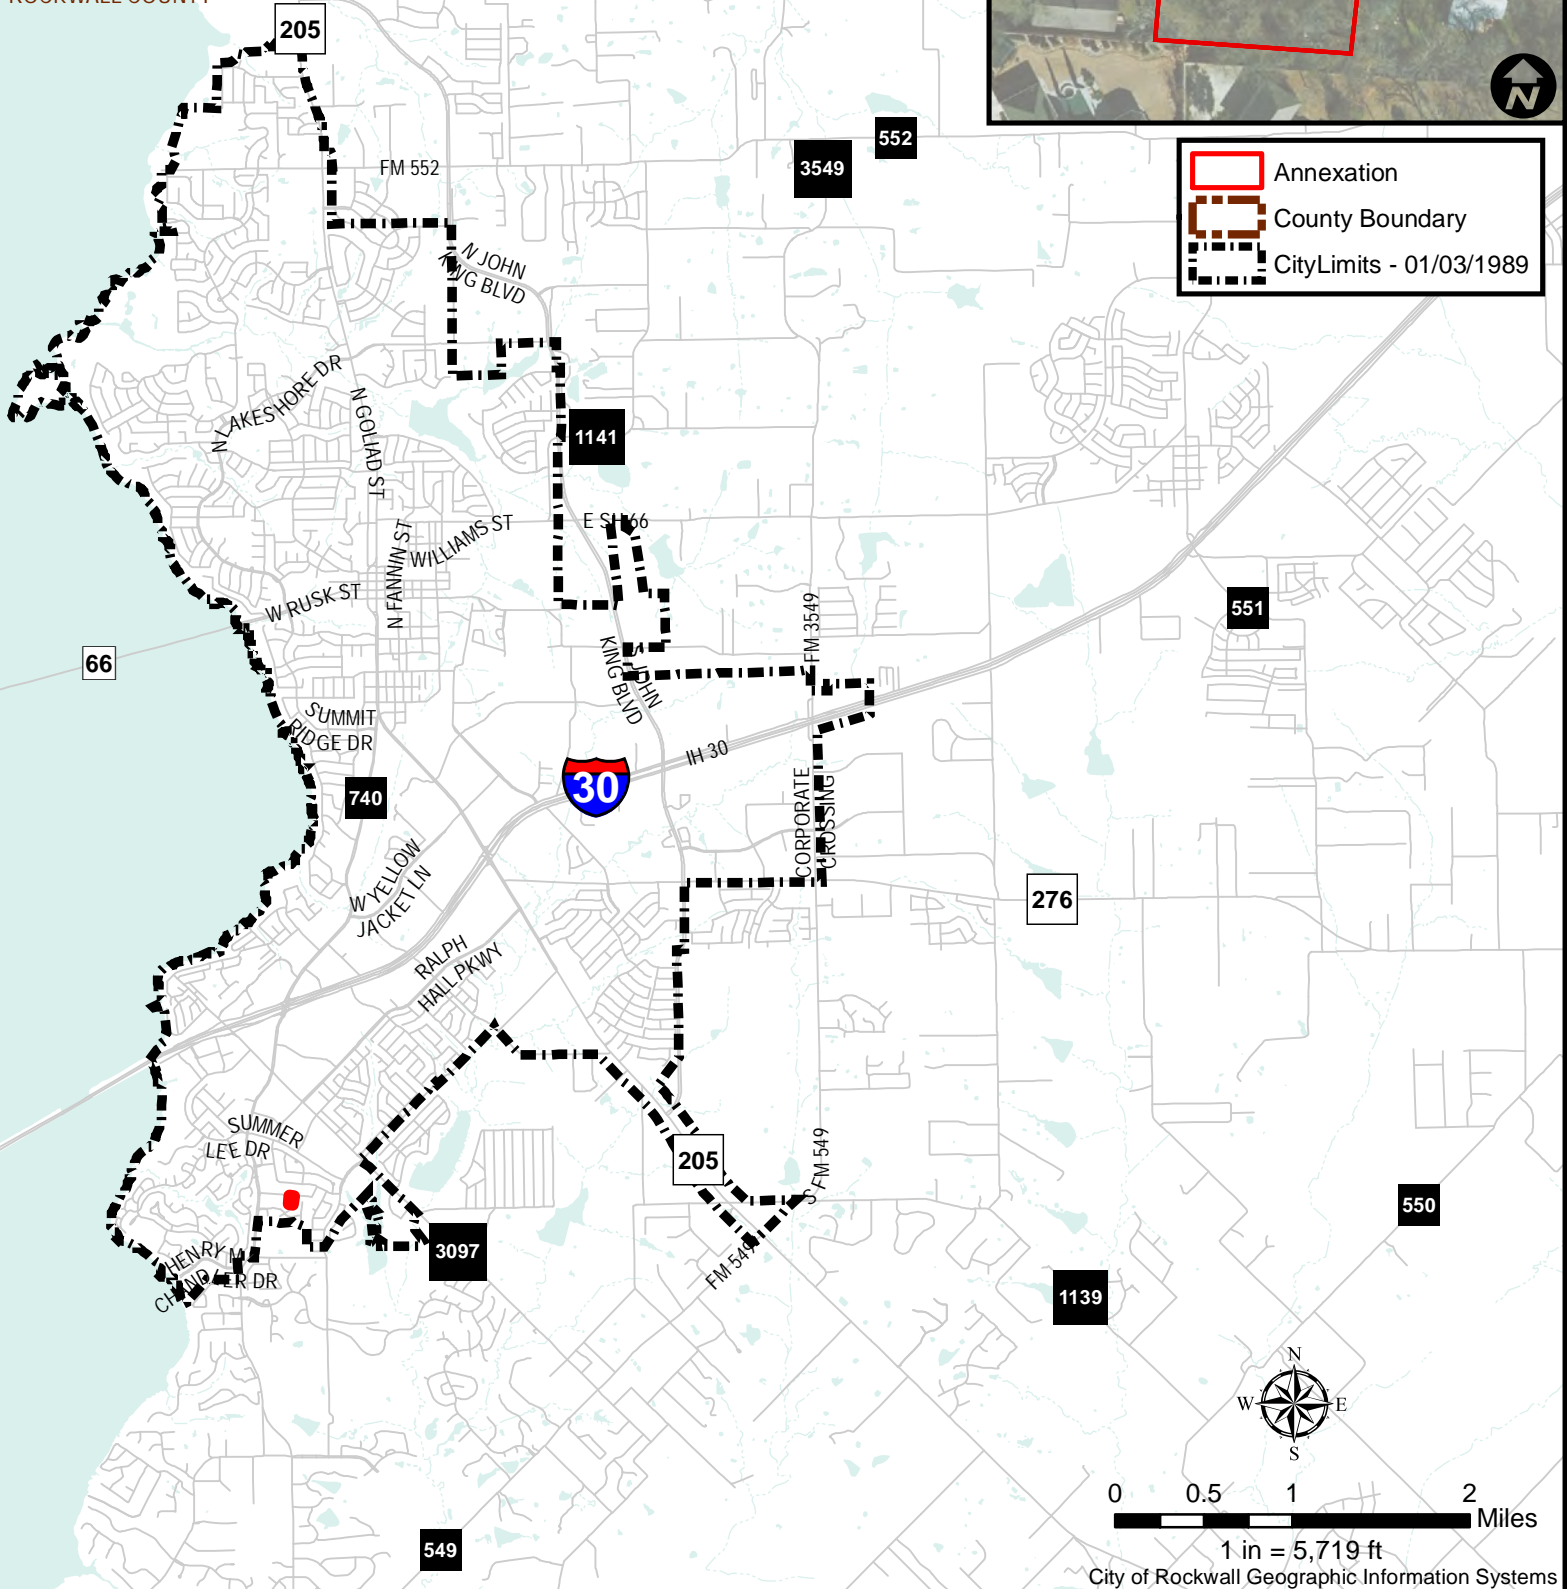 ROCKWALL COUNTY
205
N
552
3549
FM 552
Annexation
County Boundary
CityLimits - 01/03/1989
N JOHN
KING BLVD
N LAKESHORE DR
N GOLIAD ST
1141
E SH 66
WILLIAMS ST
N FANNIN ST
W RUSK ST
66
FM 3549
551
S JOHN
KING BLVD
SUMMIT
RIDGE DR
IH 30
30
740
CORPORATE
CROSSING
W YELLOW
JACKET LN
276
RALPH
HALL PKWY
SUMMER
LEE DR
205
S FM 549
550
3097
HENRY M
CHANDLER DR
FM 549
1139
N
W
E
S
0 0.5 1 2
Miles
1 in = 5,719 ft
549
City of Rockwall Geographic Information Systems